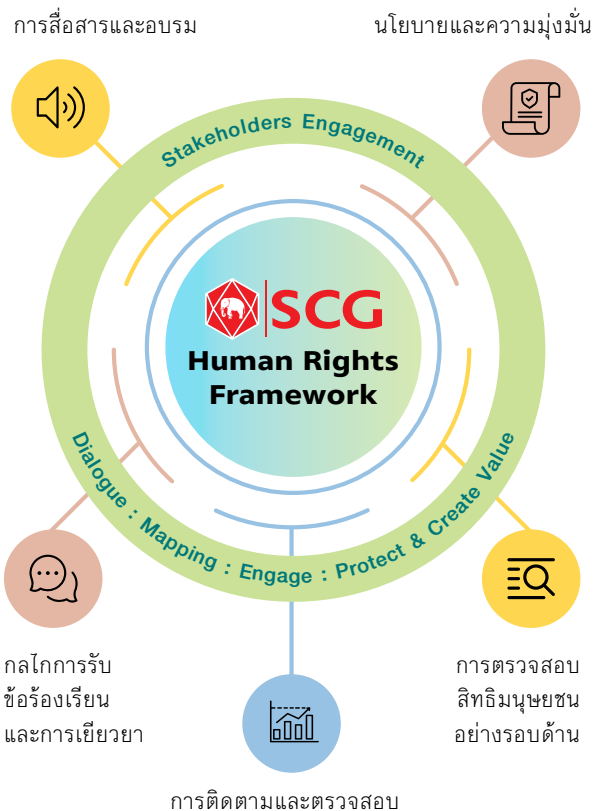 การสื่อสารและอบรม
นโยบายและความมุ่งมั่น
Stakeholders Engagement
SCG
Human Rights
Framework
Dialogue : Mapping : Engage : Protect & Create Value
กลไกการรับ
ข้อร้องเรียน
และการเยียวยา
การตรวจสอบ
สิทธิมนุษยชน
อย่างรอบด้าน
การติดตามและตรวจสอบ